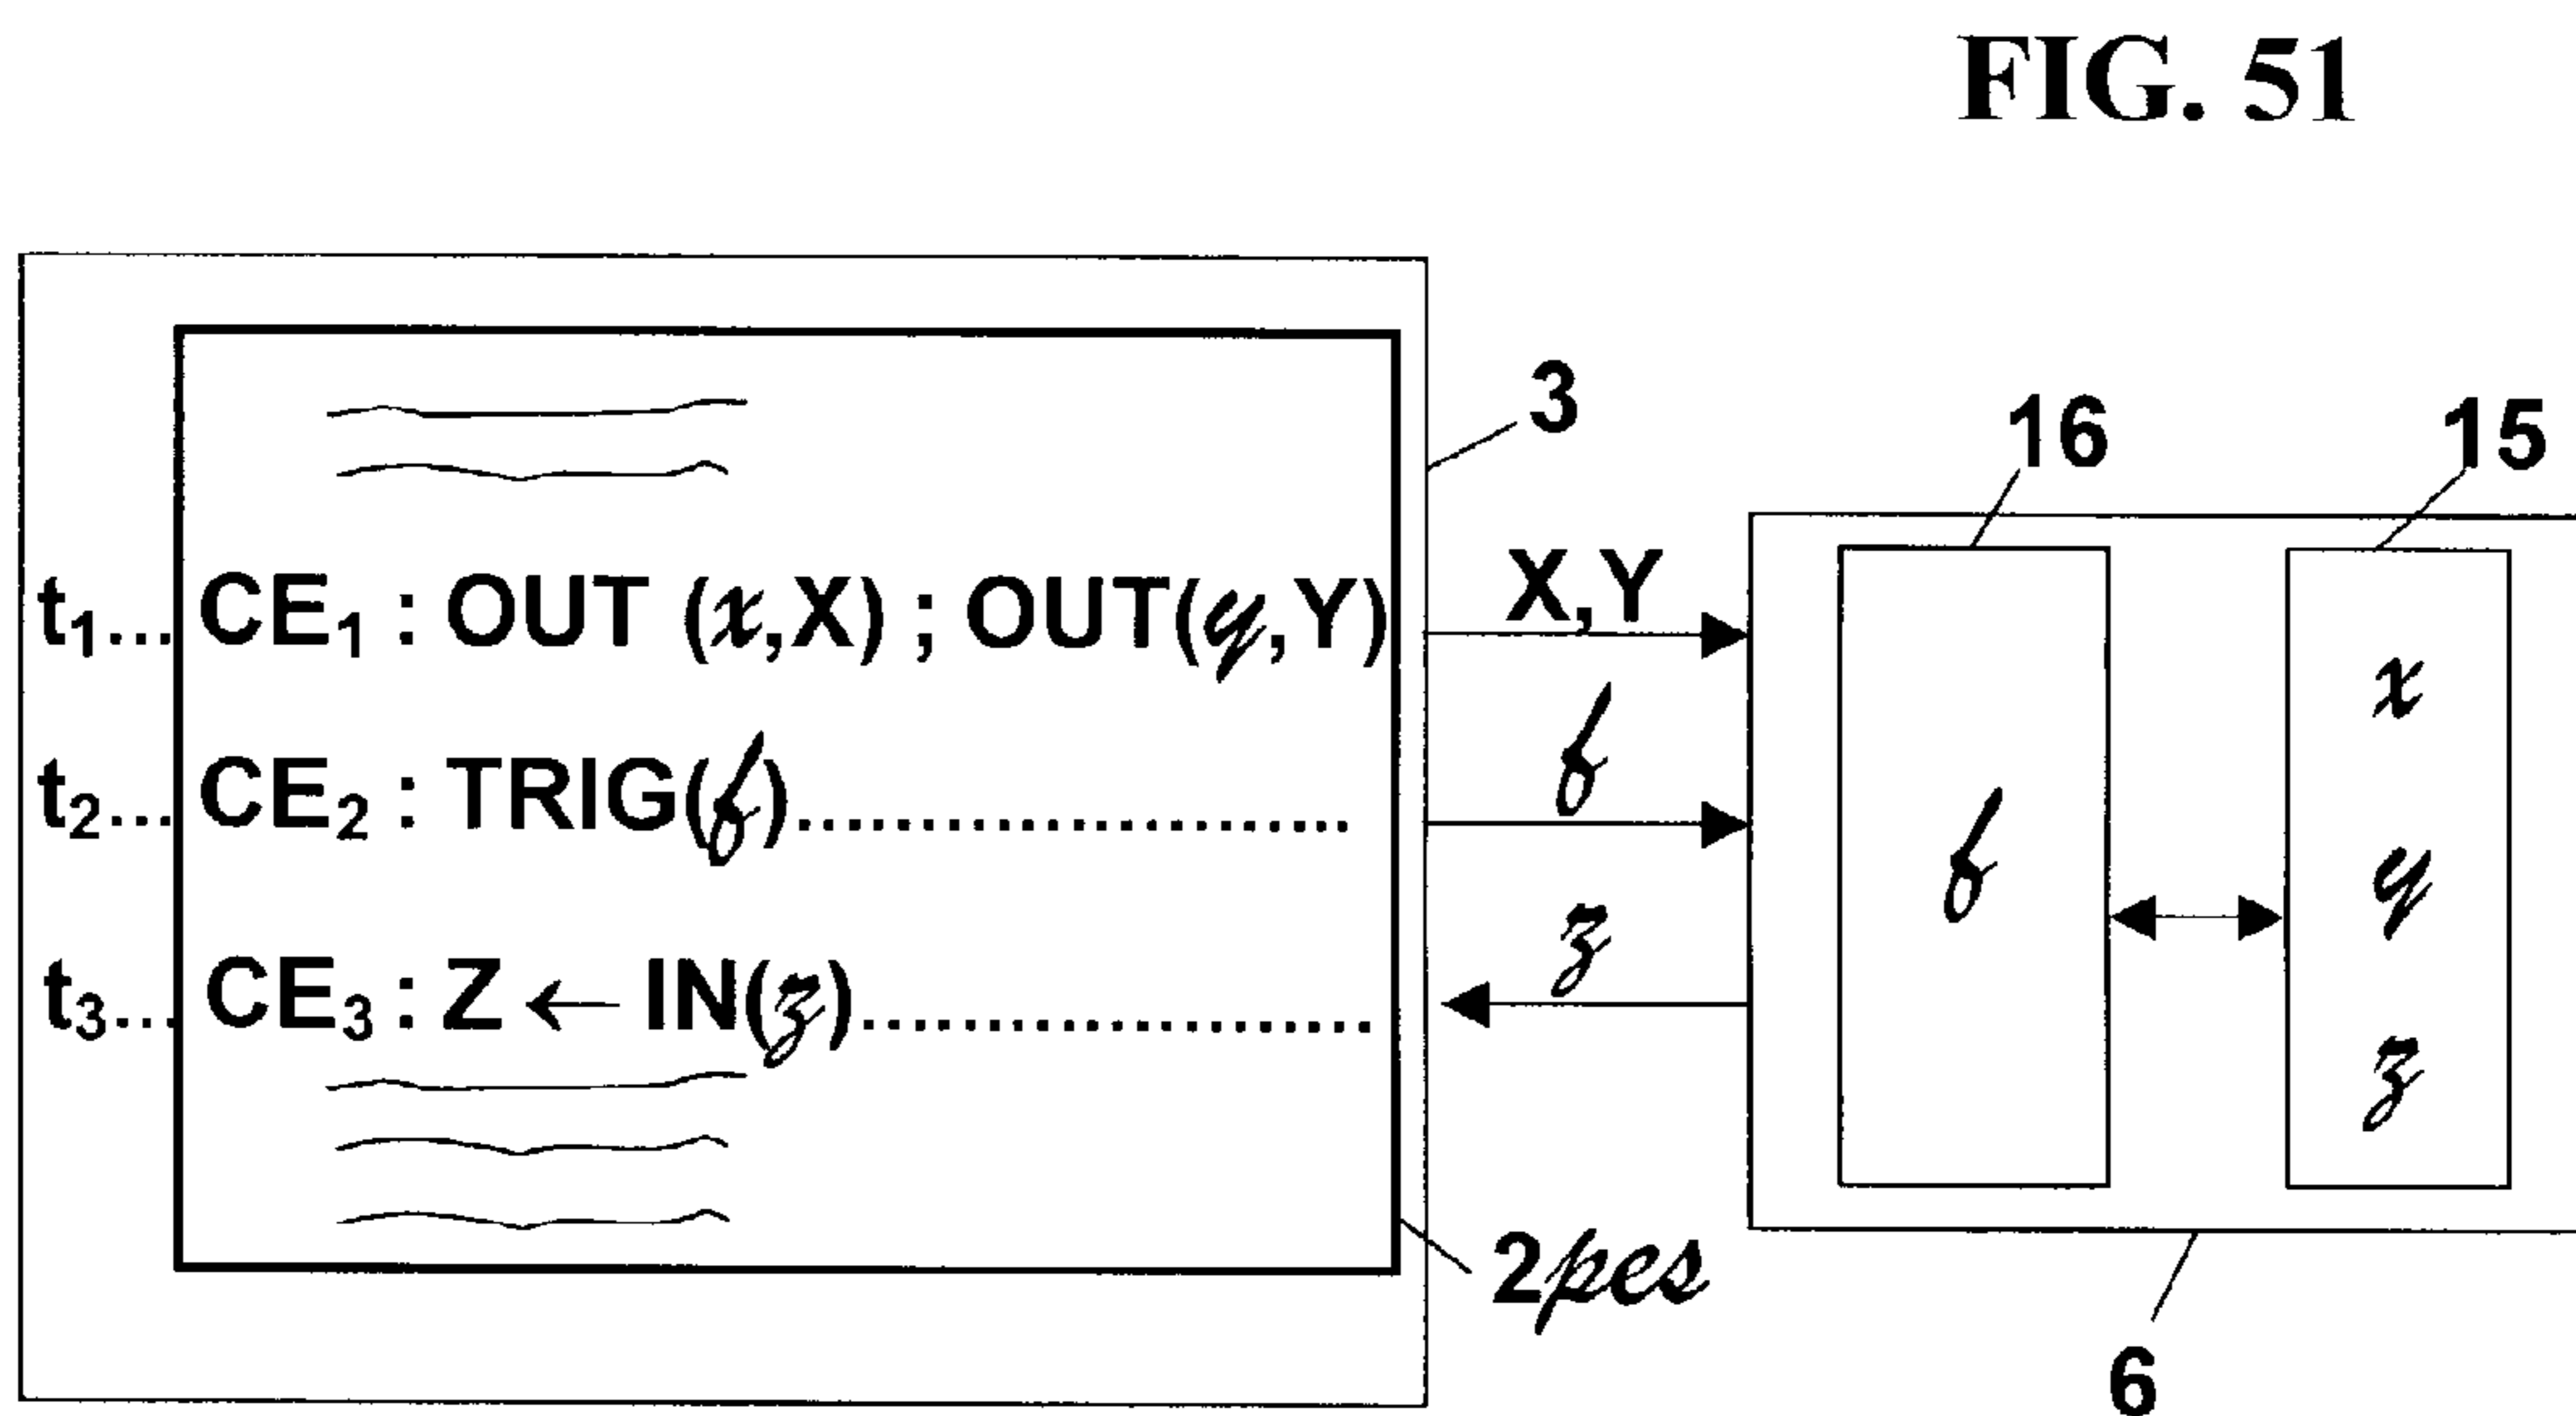 FIG. 51
3
16
15
t₁... CE₁ : OUT (x,X) ; OUT(y,Y)
X,Y
x
t₂... CE₂ : TRIG(f)......................
f
f
y
t₃... CE₃ : Z ← IN(z)......................
z
z
2pes
6